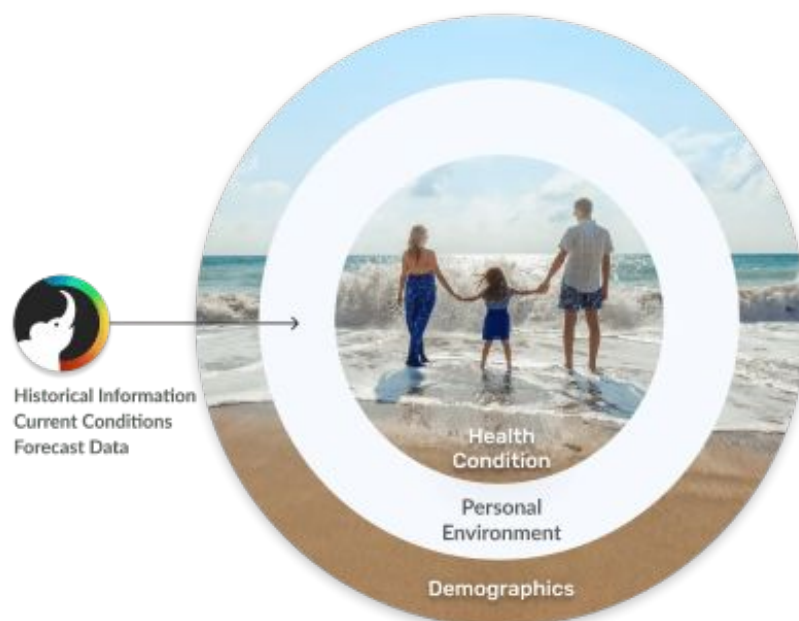 Historical Information
Current Conditions
Forecast Data
Health
Condition
Personal
Environment
Demographics